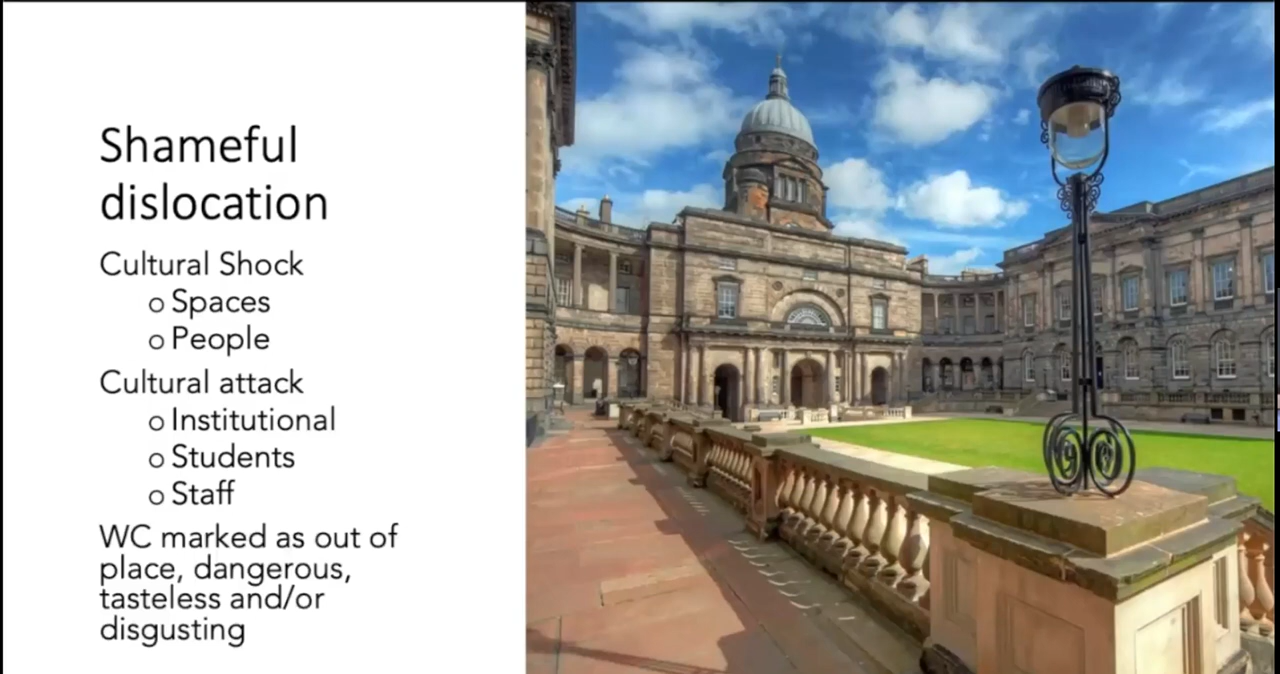 Shameful
dislocation
Cultural Shock
o Spaces
o People
Cultural attack
o Institutional
o Students
o Staff
WC marked as out of
place, dangerous,
tasteless and/or
disgusting